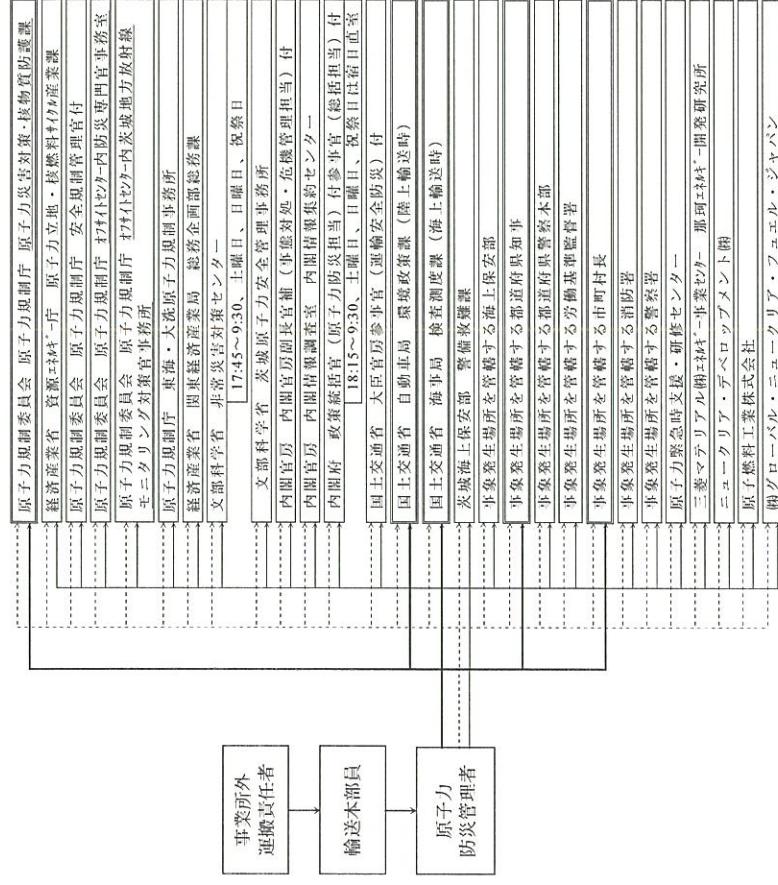 事業所外
運搬責任者
輸送本部員
原子力
防災管理者
原子力規制委員会 原子力規制庁 原子力災害対策・核物質防護課
経済産業省 資源ｴﾈﾙｷﾞｰ庁 原子力立地・核燃料ｻｲｸﾙ産業課
原子力規制委員会 原子力規制庁 安全規制管理官付
原子力規制委員会 原子力規制庁 ｵﾌｻｲﾄｾﾝﾀｰ内防災専門官事務室
原子力規制委員会 原子力規制庁 ｵﾌｻｲﾄｾﾝﾀｰ内茨城地方放射線
モニタリング対策官事務所
原子力規制庁 東海・大洗原子力規制事務所
経済産業省 関東経済産業局 総務企画部総務課
文部科学省 非常災害対策センター
17:45～9:30、土曜日、日曜日、祝祭日
文部科学省 茨城原子力安全管理事務所
内閣官房 内閣官房副長官補（事態対処・危機管理担当）付
内閣官房 内閣情報調査室 内閣情報集約センター
内閣府 政策統括官（原子力防災担当）付参事官（総括担当）付
18:15～9:30、土曜日、日曜日、祝祭日は宿日直室
国土交通省 大臣官房参事官（運輸安全防災）付
国土交通省 自動車局 環境政策課（陸上輸送時）
国土交通省 海事局 検査測度課（海上輸送時）
茨城海上保安部 警備救難課
事象発生場所を管轄する海上保安部
事象発生場所を管轄する都道府県知事
事象発生場所を管轄する都道府県警察本部
事象発生場所を管轄する労働基準監督署
事象発生場所を管轄する市町村長
事象発生場所を管轄する消防署
事象発生場所を管轄する警察署
原子力緊急時支援・研修センター
三菱マテリアル㈱ｴﾈﾙｷﾞｰ事業ｾﾝﾀｰ 那珂ｴﾈﾙｷﾞｰ開発研究所
ニュークリア・デベロップメント㈱
原子燃料工業株式会社
㈱グローバル・ニュークリア・フュエル・ジャパン